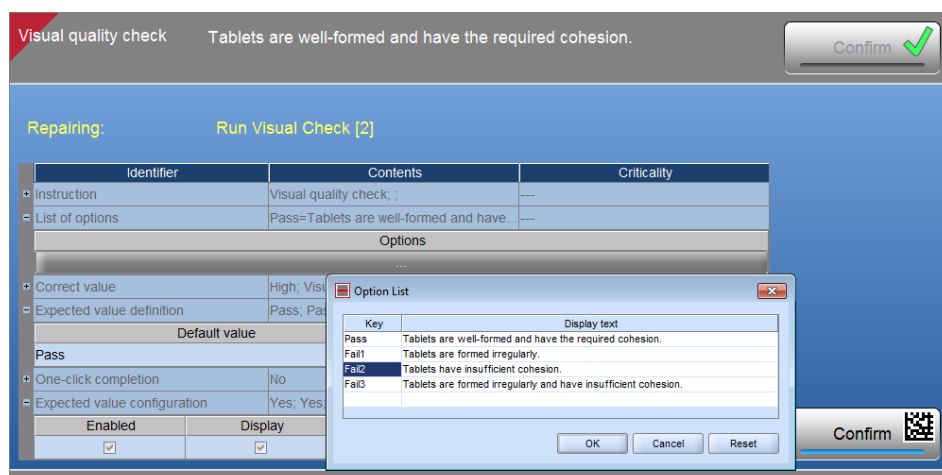 Visual quality check Tablets are well-formed and have the required cohesion.
Confirm
Repairing: Run Visual Check [2]
Identifier Contents Criticality
Instruction Visual quality check; ; ---
List of options Pass=Tablets are well-formed and have... ---
Options
...
Correct value High;
Expected value definition Pass;
Default value
Pass
One-click completion No
Expected value configuration Yes; Yes;
Enabled Display
Option List
Key Display text
Pass Tablets are well-formed and have the required cohesion.
Fail1 Tablets are formed irregularly.
Fail2 Tablets have insufficient cohesion.
Fail3 Tablets are formed irregularly and have insufficient cohesion.
OK Cancel Reset
Confirm